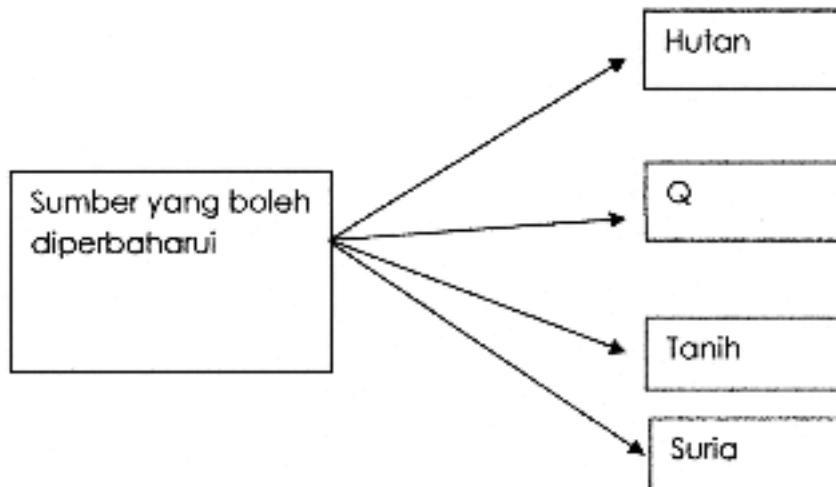 Sumber yang boleh
diperbaharui
Hutan
Q
Tanih
Suria